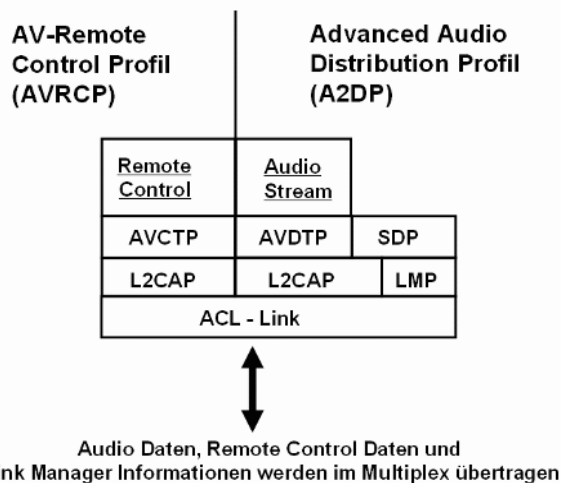 AV-Remote
Control Profil
(AVRCP)
Advanced Audio
Distribution Profil
(A2DP)
Remote
Control
Audio
Stream
AVCTP AVDTP SDP
L2CAP L2CAP LMP
ACL - Link
Audio Daten, Remote Control Daten und
ink Manager Informationen werden im Multiplex übertragen